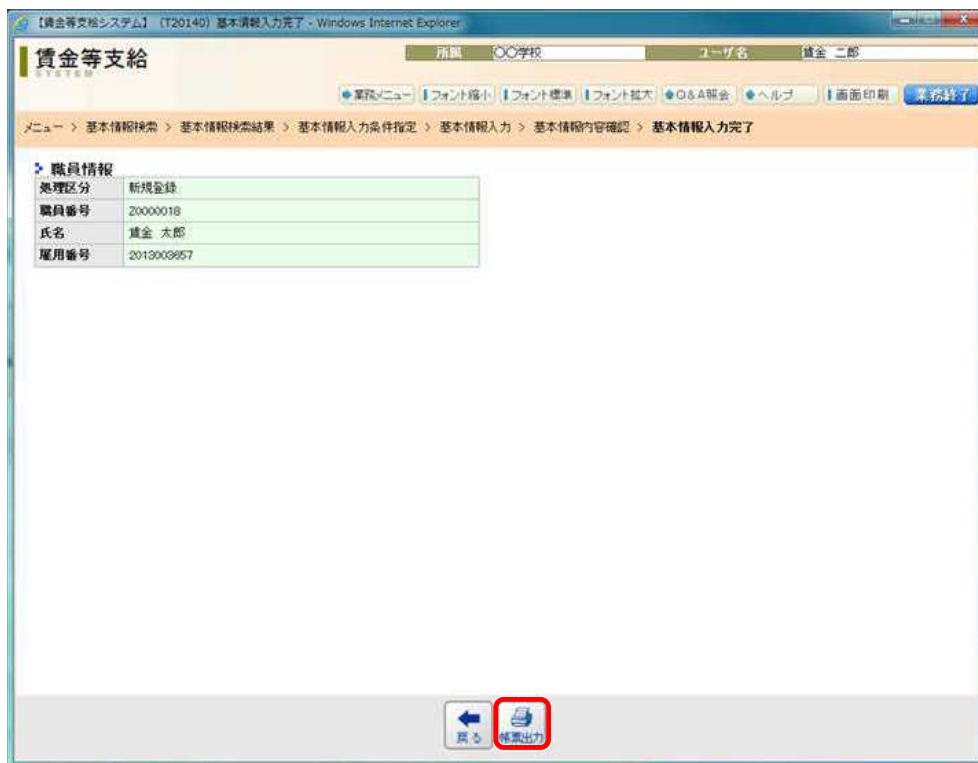 【賃金等支給システム】 (T20140) 基本情報入力完了 - Windows Internet Explorer
賃金等支給
SYSTEM
所属 〇〇学校 ユーザ名 賃金 二郎
業務メニュー フォント縮小 フォント標準 フォント拡大 Q&A照会 ヘルプ 画面印刷 業務終了
メニュー > 基本情報検索 > 基本情報検索結果 > 基本情報入力条件指定 > 基本情報入力 > 基本情報内容確認 > 基本情報入力完了
職員情報
処理区分 新規登録
職員番号 Z0000018
氏名 賃金 太郎
雇用番号 2013003657
戻る 帳票出力